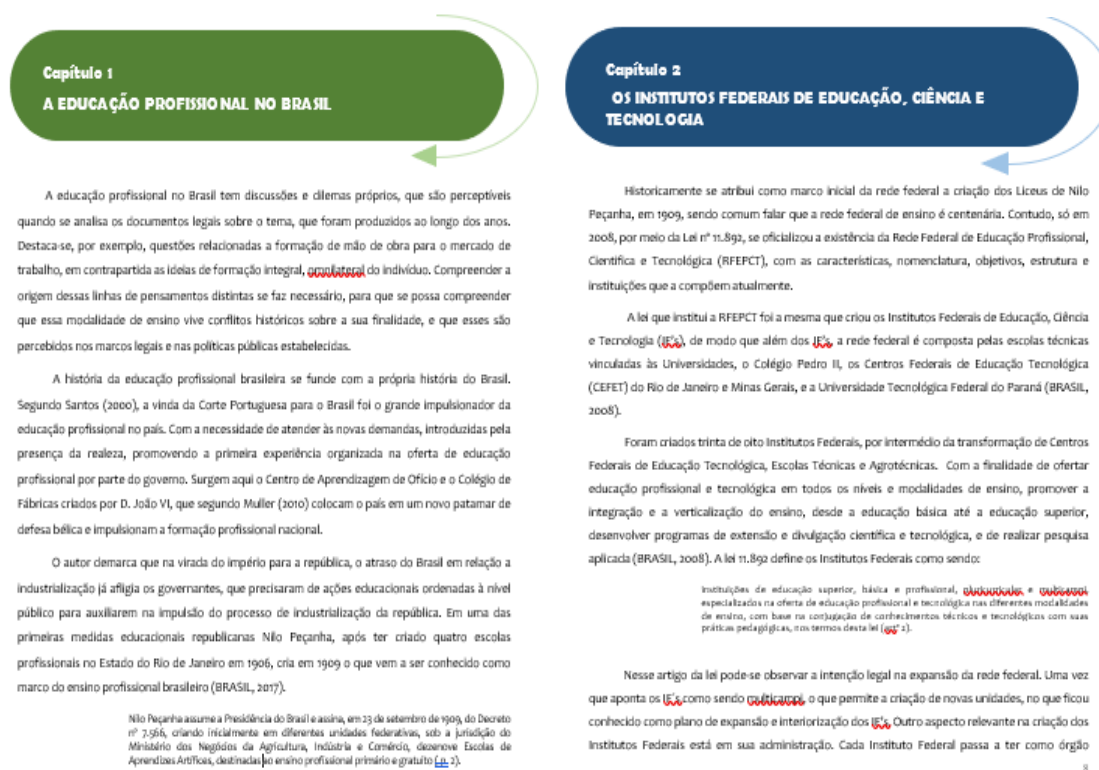 Capítulo 1
A EDUCAÇÃO PROFISSIONAL NO BRASIL
A educação profissional no Brasil tem discussões e dilemas próprios, que são perceptíveis
quando se analisa os documentos legais sobre o tema, que foram produzidos ao longo dos anos.
Destaca-se, por exemplo, questões relacionadas a formação de mão de obra para o mercado de
trabalho, em contrapartida as ideias de formação integral, omnilateral do indivíduo. Compreender a
origem dessas linhas de pensamentos distintas se faz necessário, para que se possa compreender
que essa modalidade de ensino vive conflitos históricos sobre a sua finalidade, e que esses são
percebidos nos marcos legais e nas políticas públicas estabelecidas.
A história da educação profissional brasileira se funde com a própria história do Brasil.
Segundo Santos (2000), a vinda da Corte Portuguesa para o Brasil foi o grande impulsionador da
educação profissional no país. Com a necessidade de atender às novas demandas, introduzidas pela
presença da realeza, promovendo a primeira experiência organizada na oferta de educação
profissional por parte do governo. Surgem aqui o Centro de Aprendizagem de Ofício e o Colégio de
Fábricas criados por D. João VI, que segundo Muller (2010) colocam o país em um novo patamar de
defesa bélica e impulsionam a formação profissional nacional.
O autor demarca que na virada do império para a república, o atraso do Brasil em relação a
industrialização já afligia os governantes, que precisaram de ações educacionais ordenadas à nível
público para auxiliarem na impulsão do processo de industrialização da república. Em uma das
primeiras medidas educacionais republicanas Nilo Peçanha, após ter criado quatro escolas
profissionais no Estado do Rio de Janeiro em 1906, cria em 1909 o que vem a ser conhecido como
marco do ensino profissional brasileiro (BRASIL, 2017).
Nilo Peçanha assume a Presidência do Brasil e assina, em 23 de setembro de 1909, do Decreto
nº 7.566, criando inicialmente em diferentes unidades federativas, sob a jurisdição do
Ministério dos Negócios da Agricultura, Indústria e Comércio, dezenove Escolas de
Aprendizes Artífices, destinadas ao ensino profissional primário e gratuito ( p. 2).
Capítulo 2
OS INSTITUTOS FEDERAIS DE EDUCAÇÃO, CIÊNCIA E
TECNOLOGIA
Historicamente se atribui como marco inicial da rede federal a criação dos Liceus de Nilo
Peçanha, em 1909, sendo comum falar que a rede federal de ensino é centenária. Contudo, só em
2008, por meio da Lei nº 11.892, se oficializou a existência da Rede Federal de Educação Profissional,
Científica e Tecnológica (RFEPCT), com as características, nomenclatura, objetivos, estrutura e
instituições que a compõem atualmente.
A lei que institui a RFEPCT foi a mesma que criou os Institutos Federais de Educação, Ciência
e Tecnologia (IF's), de modo que além dos IF's, a rede federal é composta pelas escolas técnicas
vinculadas às Universidades, o Colégio Pedro II, os Centros Federais de Educação Tecnológica
(CEFET) do Rio de Janeiro e Minas Gerais, e a Universidade Tecnológica Federal do Paraná (BRASIL,
2008).
Foram criados trinta de oito Institutos Federais, por intermédio da transformação de Centros
Federais de Educação Tecnológica, Escolas Técnicas e Agrotécnicas. Com a finalidade de ofertar
educação profissional e tecnológica em todos os níveis e modalidades de ensino, promover a
integração e a verticalização do ensino, desde a educação básica até a educação superior,
desenvolver programas de extensão e divulgação científica e tecnológica, e de realizar pesquisa
aplicada (BRASIL, 2008). A lei 11.892 define os Institutos Federais como sendo:
Instituições de educação superior, básica e profissional, pluricurriculares e multicampi,
especializados na oferta de educação profissional e tecnológica nas diferentes modalidades
de ensino, com base na conjugação de conhecimentos técnicos e tecnológicos com suas
práticas pedagógicas, nos termos desta lei (artº 2).
Nesse artigo da lei pode-se observar a intenção legal na expansão da rede federal. Uma vez
que aponta os IF's como sendo multicampi, o que permite a criação de novas unidades, no que ficou
conhecido como plano de expansão e interiorização dos IF's. Outro aspecto relevante na criação dos
Institutos Federais está em sua administração. Cada Instituto Federal passa a ter como órgão